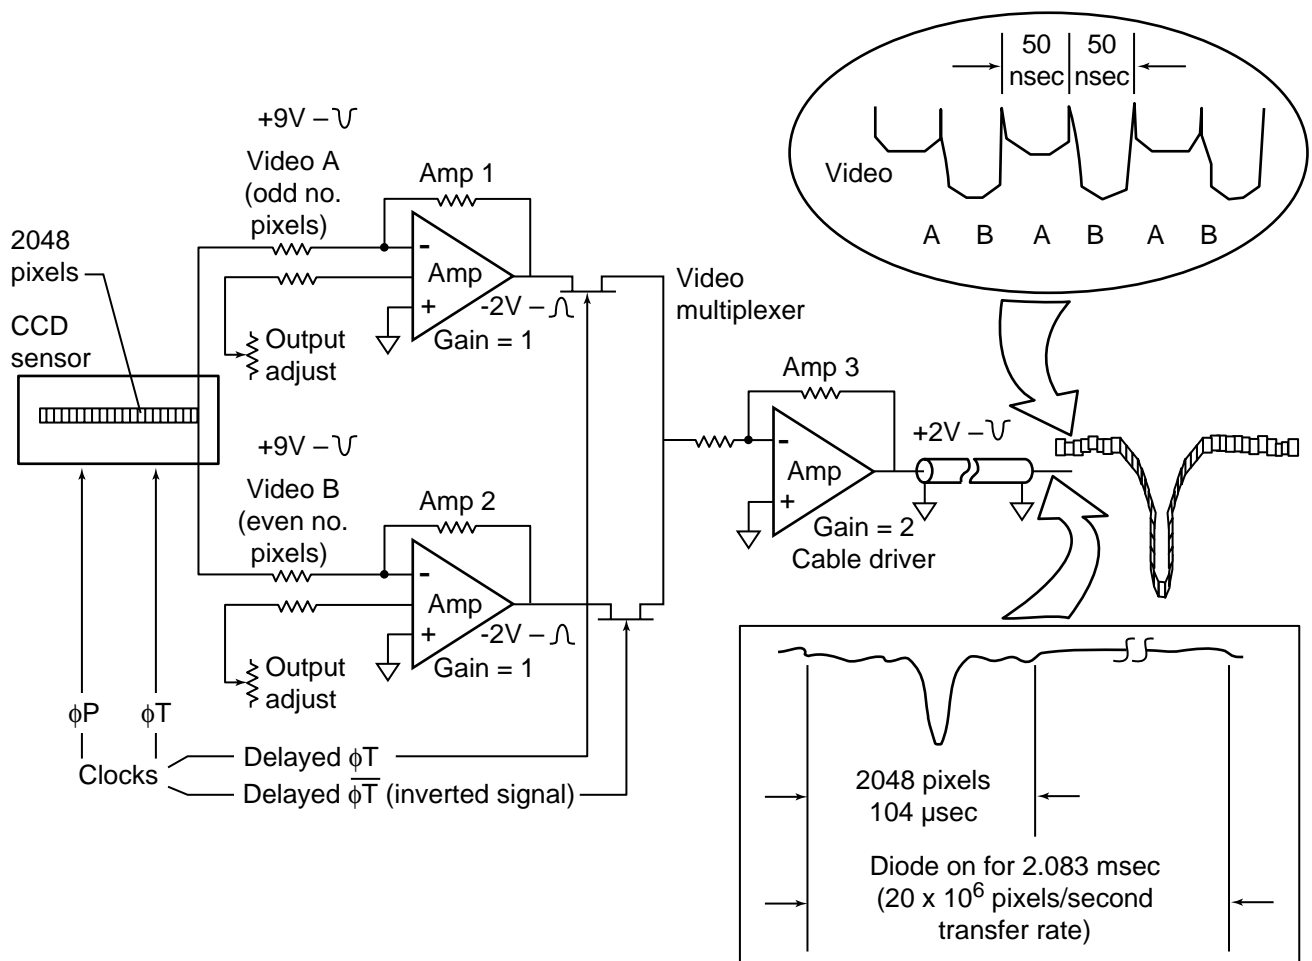 +9V –
Video A
(odd no.
pixels)
Amp 1
-
Amp
+
-2V –
Gain = 1
2048
pixels
CCD
sensor
Output
adjust
Video
multiplexer
+9V –
Video B
(even no.
pixels)
Amp 2
-
Amp
+
-2V –
Gain = 1
Output
adjust
ϕP
ϕT
Clocks
Delayed ϕT
Delayed ϕT̅ (inverted signal)
Amp 3
-
Amp
+
Gain = 2
Cable driver
+2V –
50
nsec
50
nsec
Video
A B A B A B
2048 pixels
104 µsec
Diode on for 2.083 msec
(20 x 10⁶ pixels/second
transfer rate)